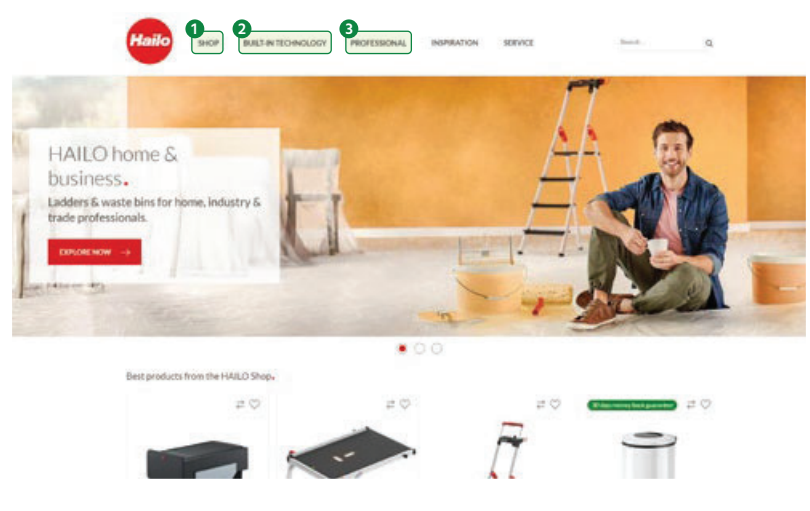 1 2 3
Hailo SHOP BUILT-IN TECHNOLOGY PROFESSIONAL INSPIRATION SERVICE Search...
HAILO home &
business.
Ladders & waste bins for home, industry &
trade professionals.
EXPLORE NOW →
Best products from the HAILO Shop.
30 days money back guarantee